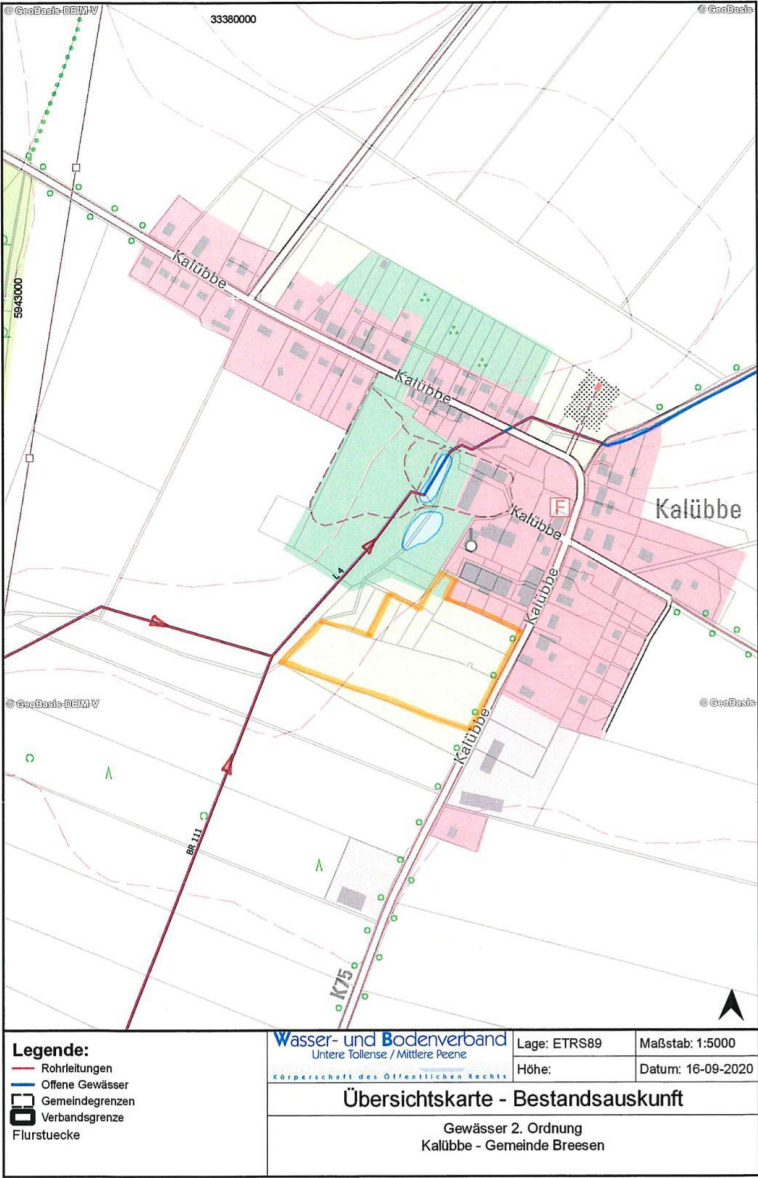 © GeoBasis-DE/M-V
33380000
© GeoBasis
5943000
Kalübbe
Kalübbe
Kalübbe
F
Kalübbe
Kalübbe
L 4
© GeoBasis-DE/M-V
© GeoBasis
Kalübbe
BR 111
K75
Legende:
Rohrleitungen
Offene Gewässer
Gemeindegrenzen
Verbandsgrenze
Flurstuecke
Wasser- und Bodenverband
Untere Tollense / Mittlere Peene
Körperschaft des Öffentlichen Rechts
Lage: ETRS89
Maßstab: 1:5000
Höhe:
Datum: 16-09-2020
Übersichtskarte - Bestandsauskunft
Gewässer 2. Ordnung
Kalübbe - Gemeinde Breesen